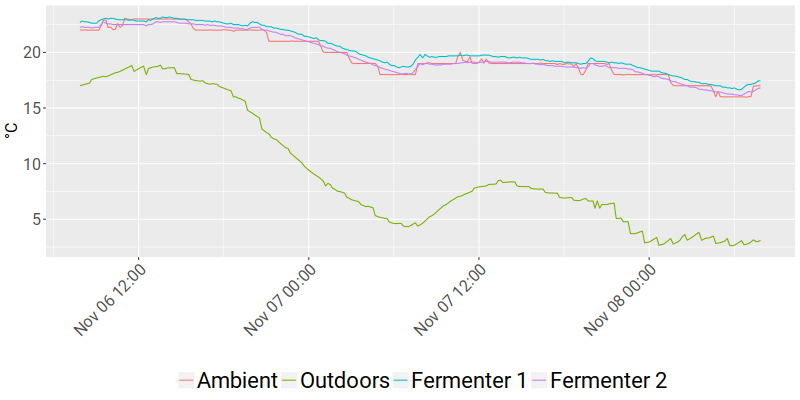 20
15
10
5
°C
Nov 06 12:00
Nov 07 00:00
Nov 07 12:00
Nov 08 00:00
Ambient Outdoors Fermenter 1 Fermenter 2